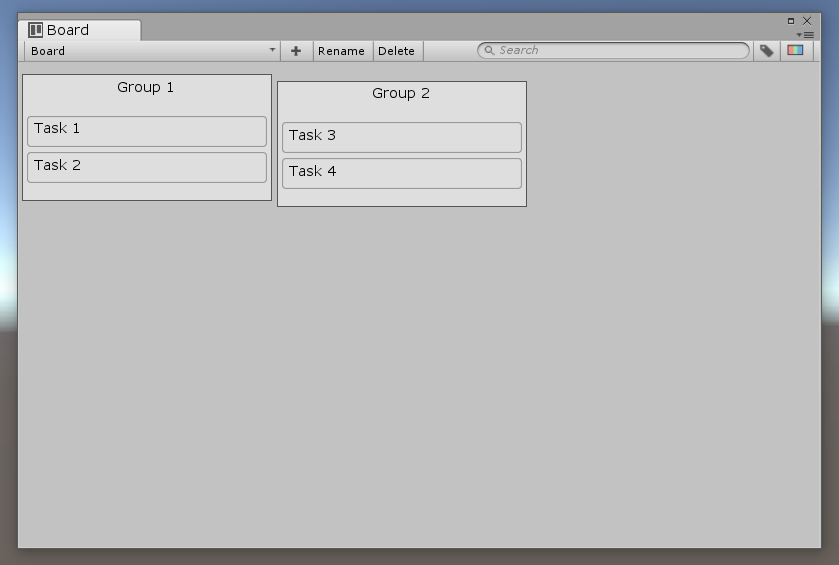 Board
Board
Rename
Delete
Search
Group 1
Task 1
Task 2
Group 2
Task 3
Task 4